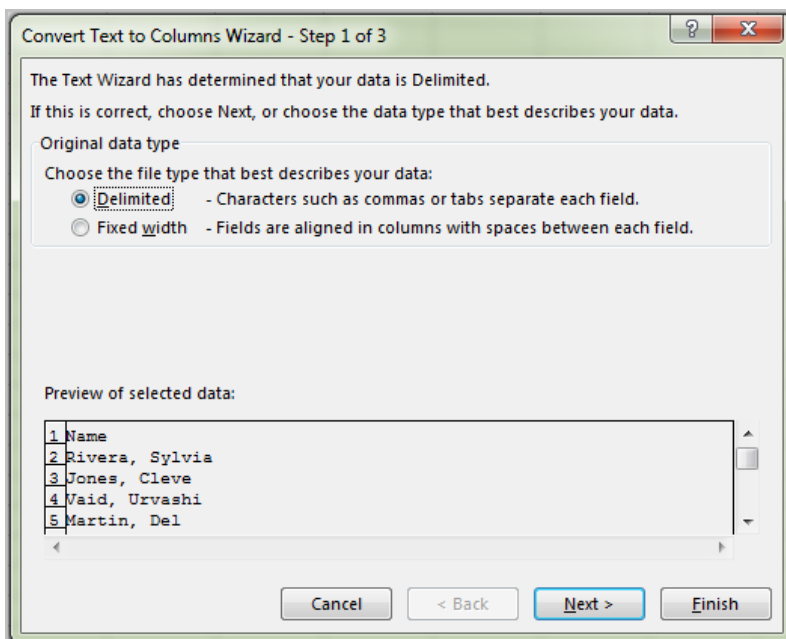 Convert Text to Columns Wizard - Step 1 of 3
The Text Wizard has determined that your data is Delimited.
If this is correct, choose Next, or choose the data type that best describes your data.
Original data type
Choose the file type that best describes your data:
Delimited - Characters such as commas or tabs separate each field.
Fixed width - Fields are aligned in columns with spaces between each field.
Preview of selected data:
1 Name
2 Rivera, Sylvia
3 Jones, Cleve
4 Vaid, Urvashi
5 Martin, Del
Cancel < Back Next > Finish